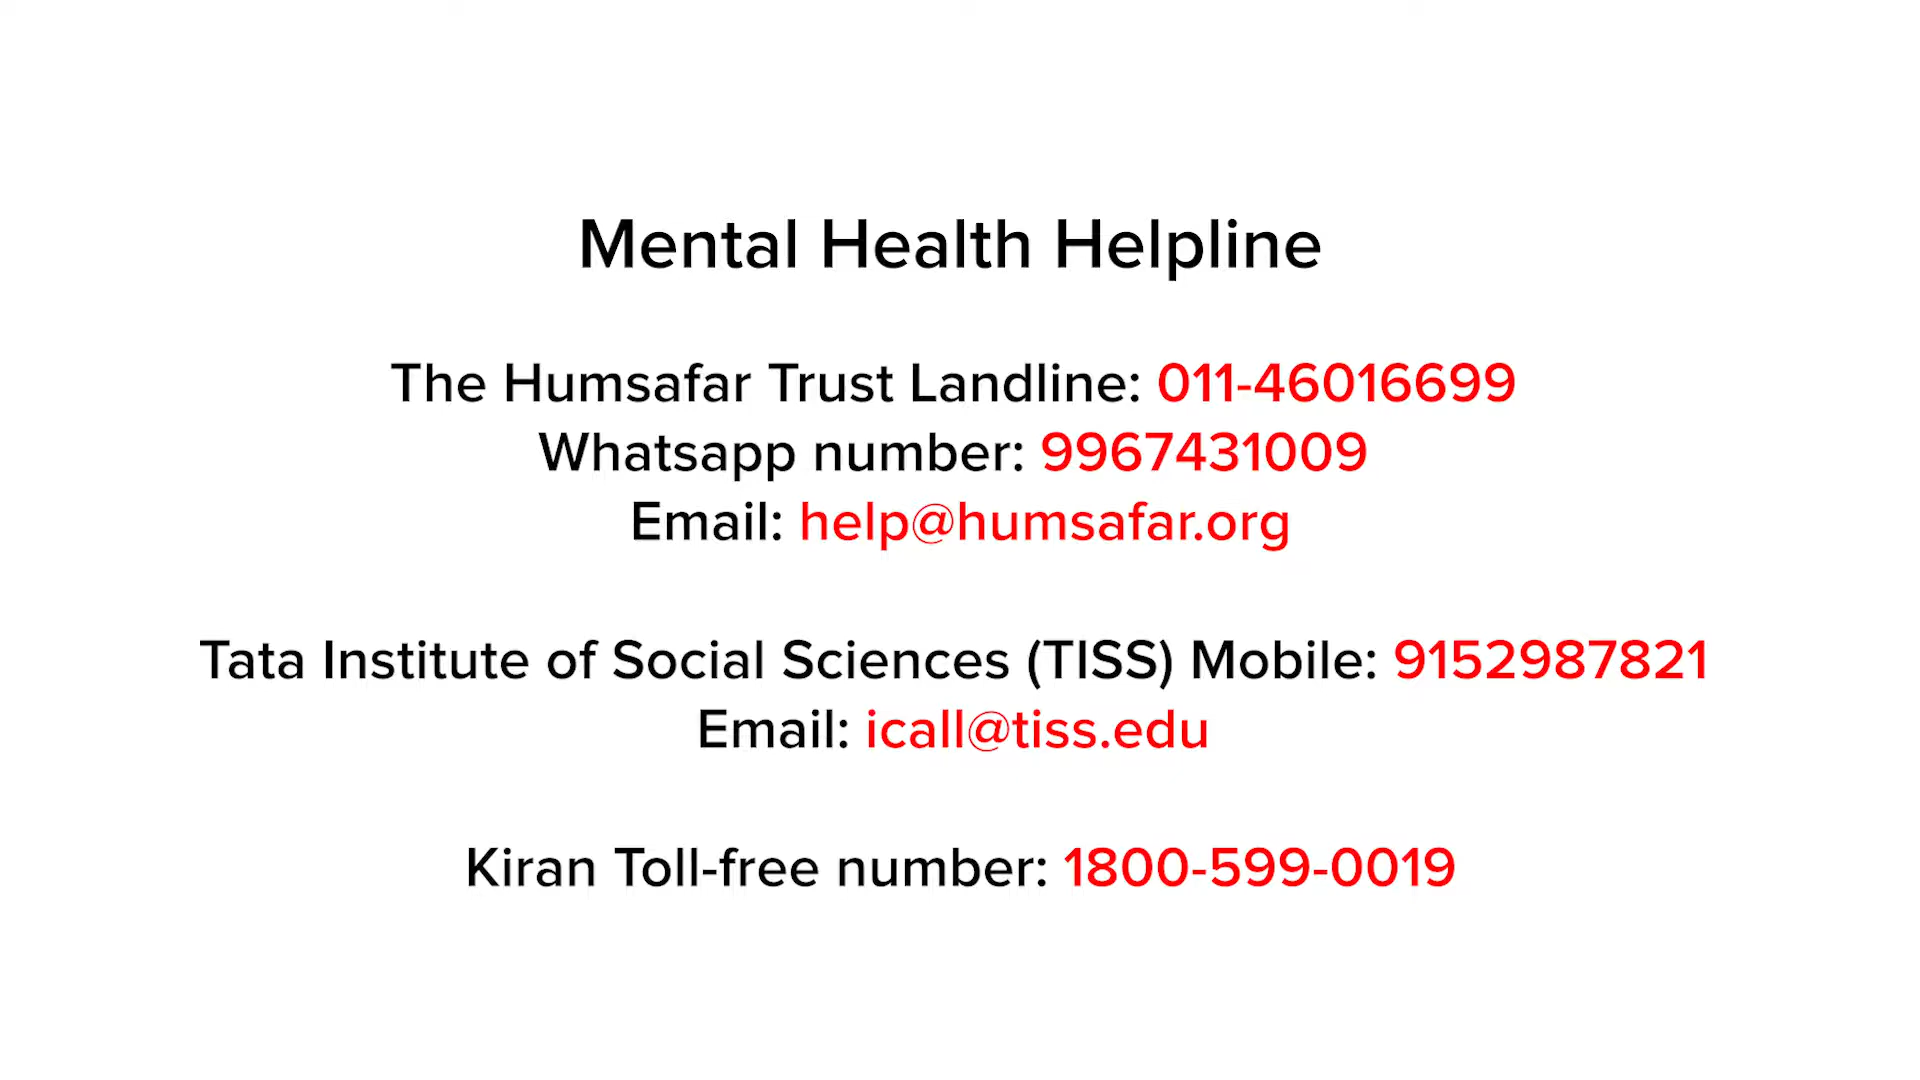 Mental Health Helpline
The Humsafar Trust Landline: 011-46016699
Whatsapp number: 9967431009
Email: help@humsafar.org
Tata Institute of Social Sciences (TISS) Mobile: 9152987821
Email: icall@tiss.edu
Kiran Toll-free number: 1800-599-0019